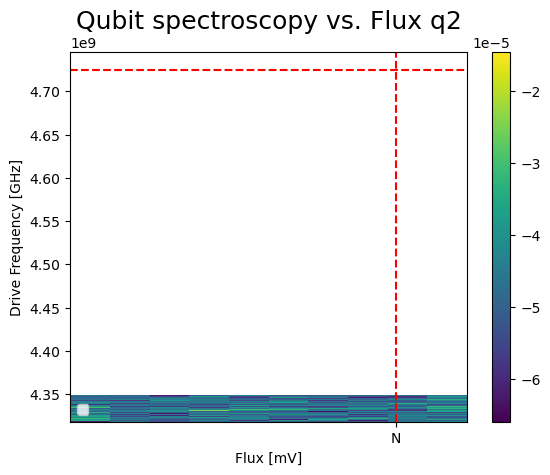 Qubit spectroscopy vs. Flux q2
1e9
1e−5
4.70
4.65
4.60
4.55
4.50
4.45
4.40
4.35
Drive Frequency [GHz]
N
Flux [mV]
−2
−3
−4
−5
−6